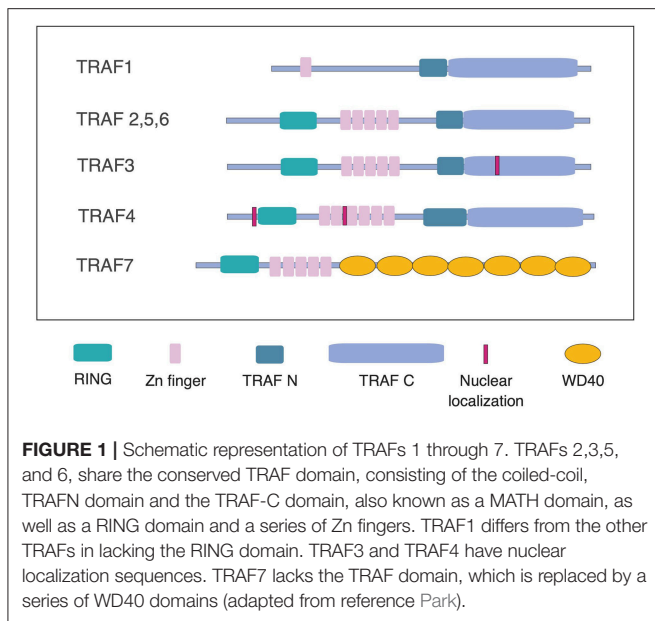 TRAF1
TRAF 2,5,6
TRAF3
TRAF4
TRAF7
RING
Zn finger
TRAF N
TRAF C
Nuclear
localization
WD40
FIGURE 1 | Schematic representation of TRAFs 1 through 7. TRAFs 2,3,5,
and 6, share the conserved TRAF domain, consisting of the coiled-coil,
TRAFN domain and the TRAF-C domain, also known as a MATH domain, as
well as a RING domain and a series of Zn fingers. TRAF1 differs from the other
TRAFs in lacking the RING domain. TRAF3 and TRAF4 have nuclear
localization sequences. TRAF7 lacks the TRAF domain, which is replaced by a
series of WD40 domains (adapted from reference Park).